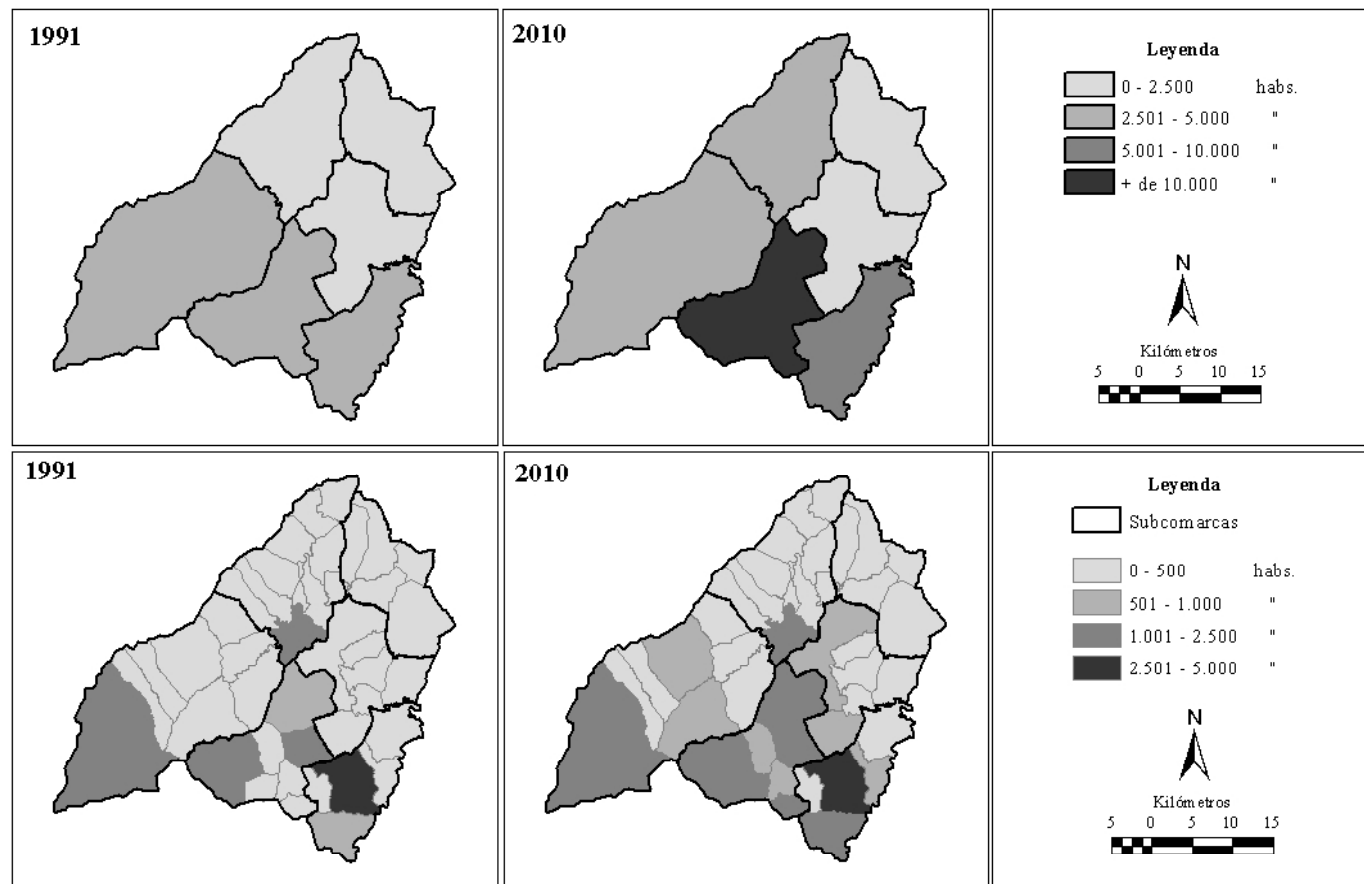 1991
2010
Leyenda
0 - 2.500 habs.
2.501 - 5.000 "
5.001 - 10.000 "
+ de 10.000 "
N
Kilómetros
5 0 5 10 15
1991
2010
Leyenda
Subcomarcas
0 - 500 habs.
501 - 1.000 "
1.001 - 2.500 "
2.501 - 5.000 "
N
Kilómetros
5 0 5 10 15